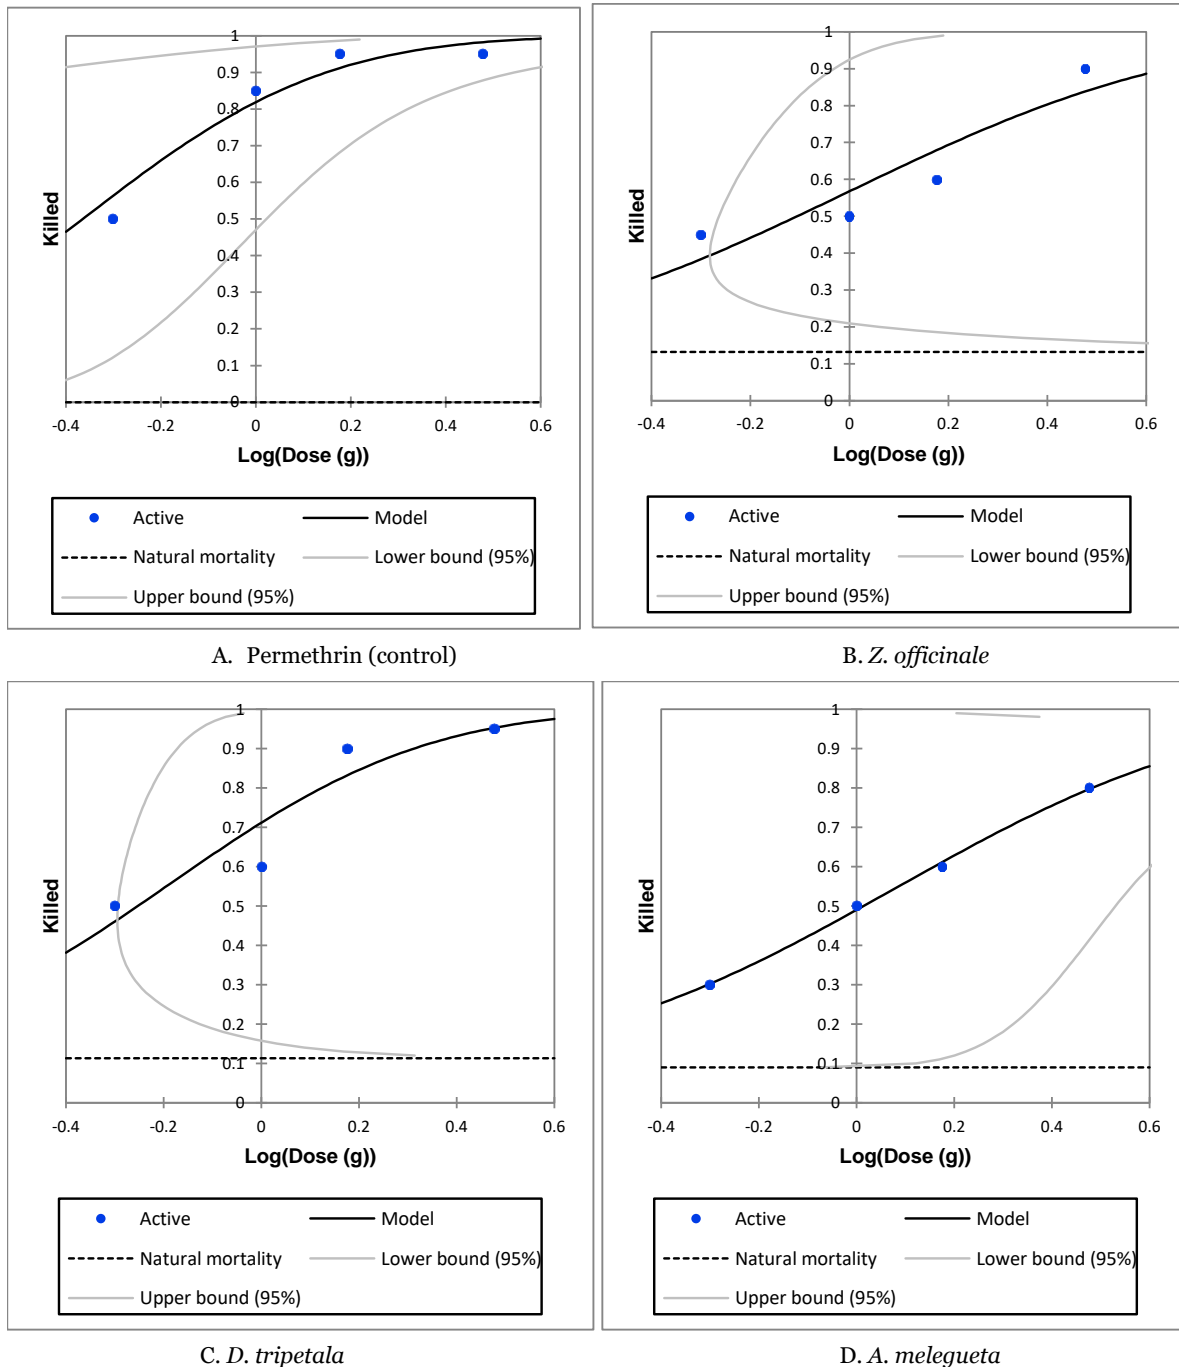 1
0.9
0.8
0.7
0.6
0.5
0.4
0.3
0.2
0.1
0
Killed
-0.4 -0.2 0 0.2 0.4 0.6
Log(Dose (g))
Active Model
Natural mortality Lower bound (95%)
Upper bound (95%)
A. Permethrin (control)
1
0.9
0.8
0.7
0.6
0.5
0.4
0.3
0.2
0.1
0
Killed
-0.4 -0.2 0 0.2 0.4 0.6
Log(Dose (g))
Active Model
Natural mortality Lower bound (95%)
Upper bound (95%)
B. Z. officinale
1
0.9
0.8
0.7
0.6
0.5
0.4
0.3
0.2
0.1
0
Killed
-0.4 -0.2 0 0.2 0.4 0.6
Log(Dose (g))
Active Model
Natural mortality Lower bound (95%)
Upper bound (95%)
C. D. tripetala
1
0.9
0.8
0.7
0.6
0.5
0.4
0.3
0.2
0.1
0
Killed
-0.4 -0.2 0 0.2 0.4 0.6
Log(Dose (g))
Active Model
Natural mortality Lower bound (95%)
Upper bound (95%)
D. A. melegueta